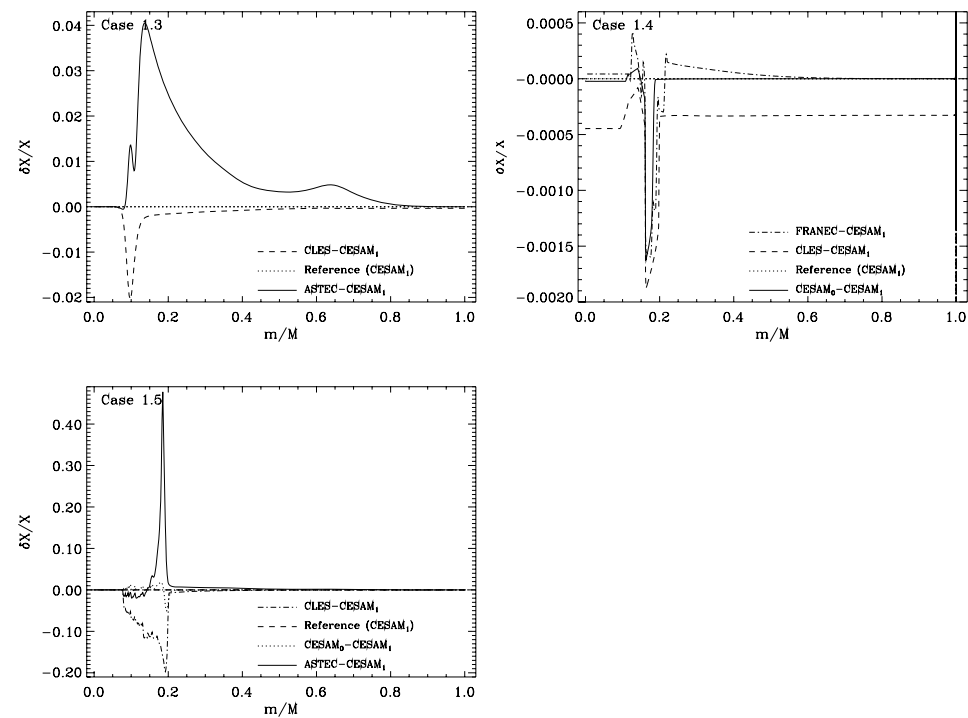 Case 1.3
0.04
0.03
0.02
0.01
0.00
−0.01
−0.02
δX/X
CLES−CESAM₁
Reference (CESAM₁)
ASTEC−CESAM₁
0.0 0.2 0.4 0.6 0.8 1.0
m/M
Case 1.4
0.0005
−0.0000
−0.0005
−0.0010
−0.0015
−0.0020
δX/X
FRANEC−CESAM₁
CLES−CESAM₁
Reference (CESAM₁)
CESAM₀−CESAM₁
0.0 0.2 0.4 0.6 0.8 1.0
m/M
Case 1.5
0.40
0.30
0.20
0.10
0.00
−0.10
−0.20
δX/X
CLES−CESAM₁
Reference (CESAM₁)
CESAM₀−CESAM₁
ASTEC−CESAM₁
0.0 0.2 0.4 0.6 0.8 1.0
m/M